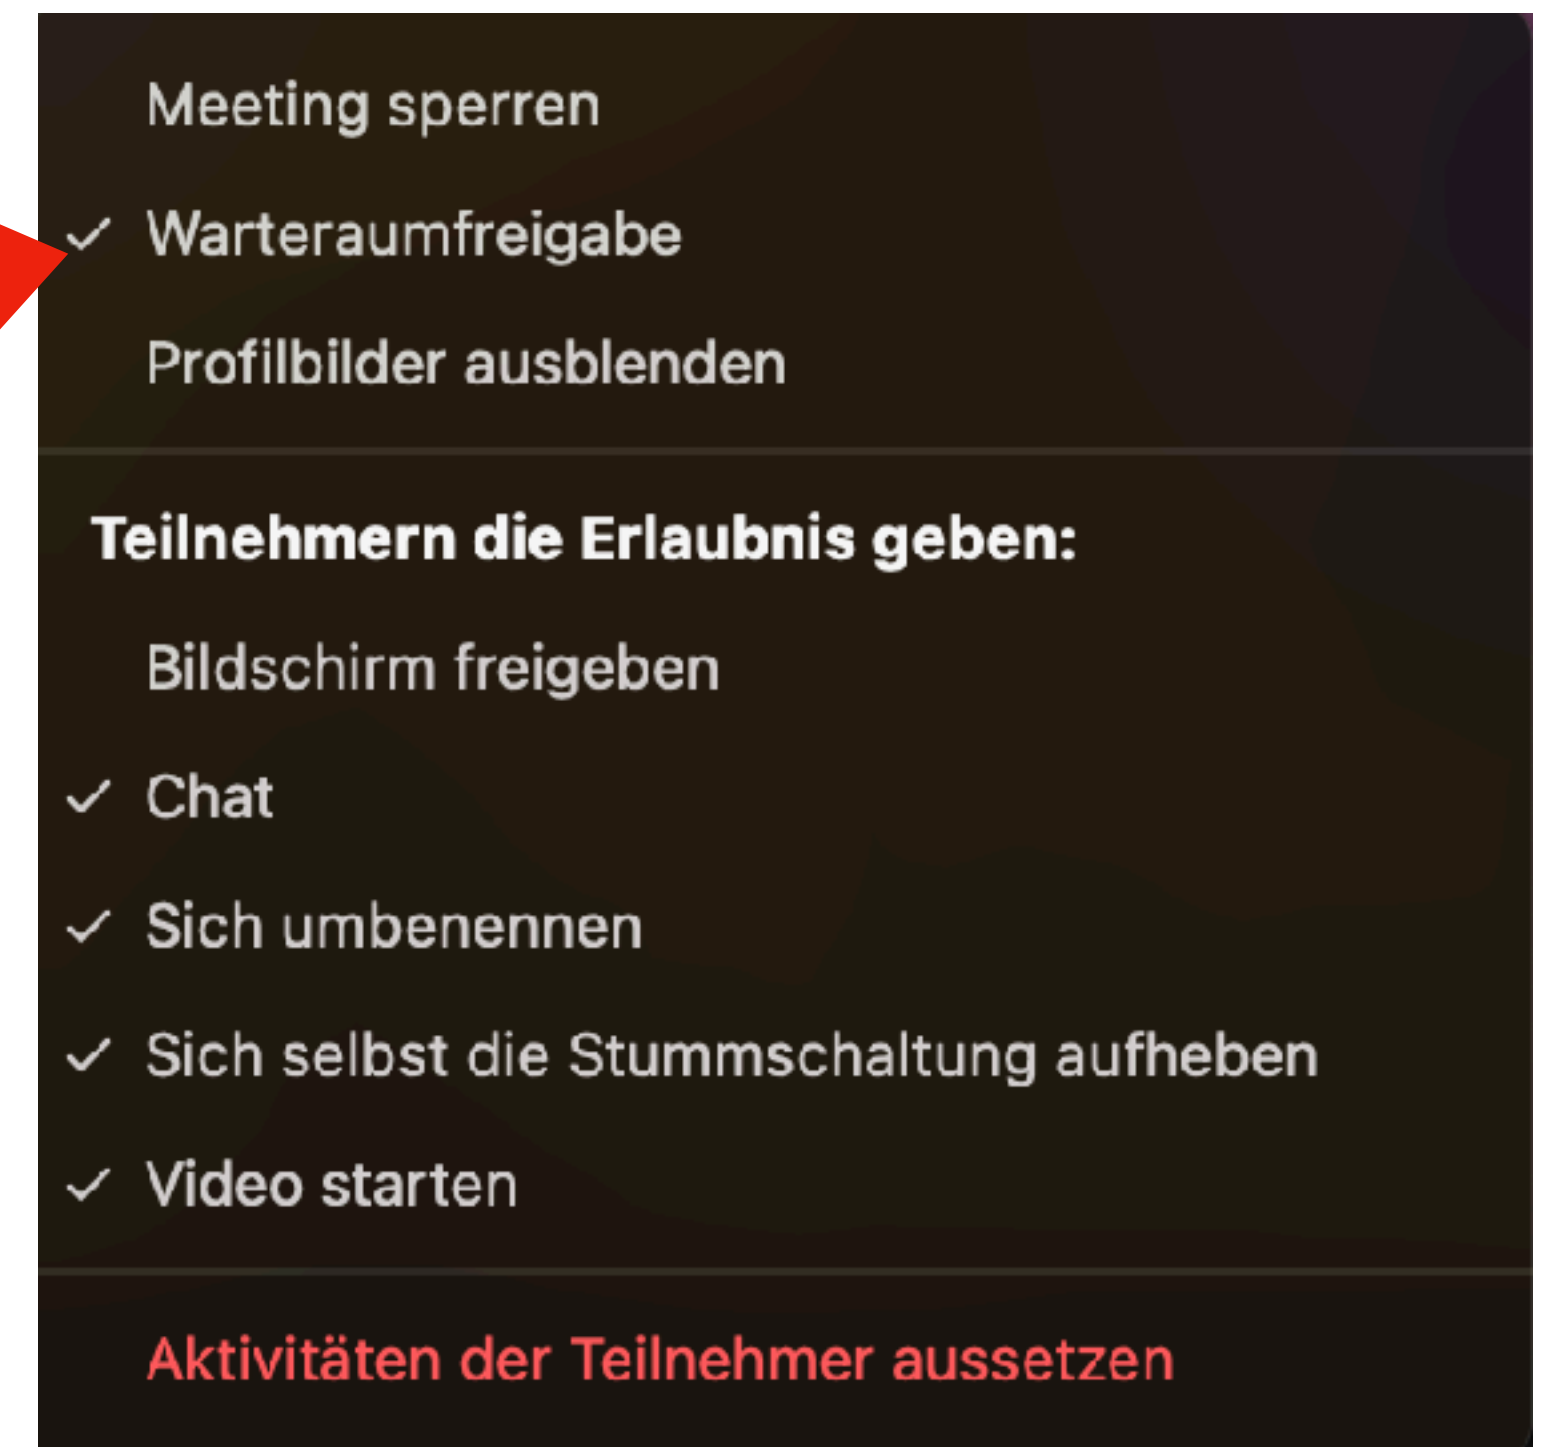 Meeting sperren
Warteraumfreigabe
Profilbilder ausblenden
Teilnehmern die Erlaubnis geben:
Bildschirm freigeben
Chat
Sich umbenennen
Sich selbst die Stummschaltung aufheben
Video starten
Aktivitäten der Teilnehmer aussetzen